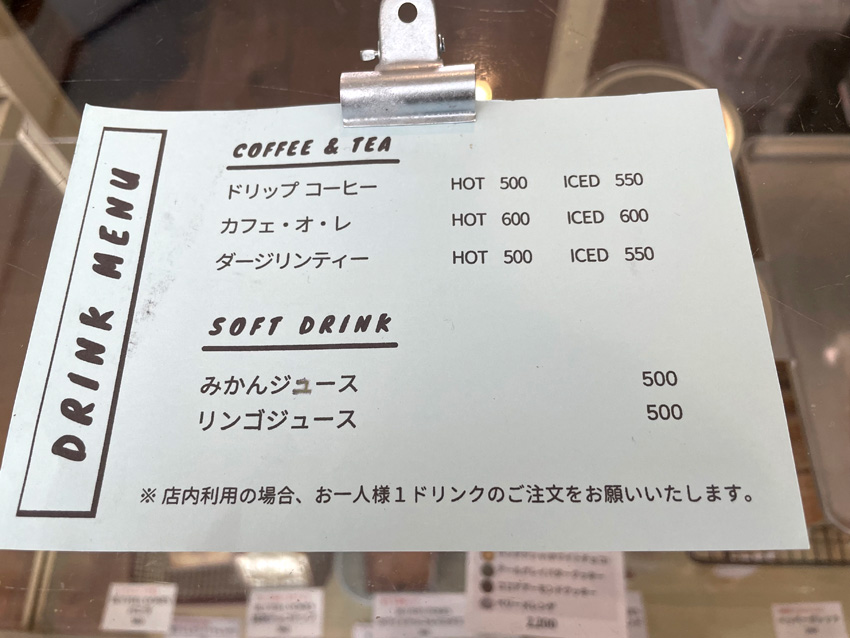 DRINK MENU
COFFEE & TEA
ドリップ コーヒー HOT 500 ICED 550
カフェ・オ・レ HOT 600 ICED 600
ダージリンティー HOT 500 ICED 550
SOFT DRINK
みかんジュース 500
リンゴジュース 500
※ 店内利用の場合、お一人様１ドリンクのご注文をお願いいたします。